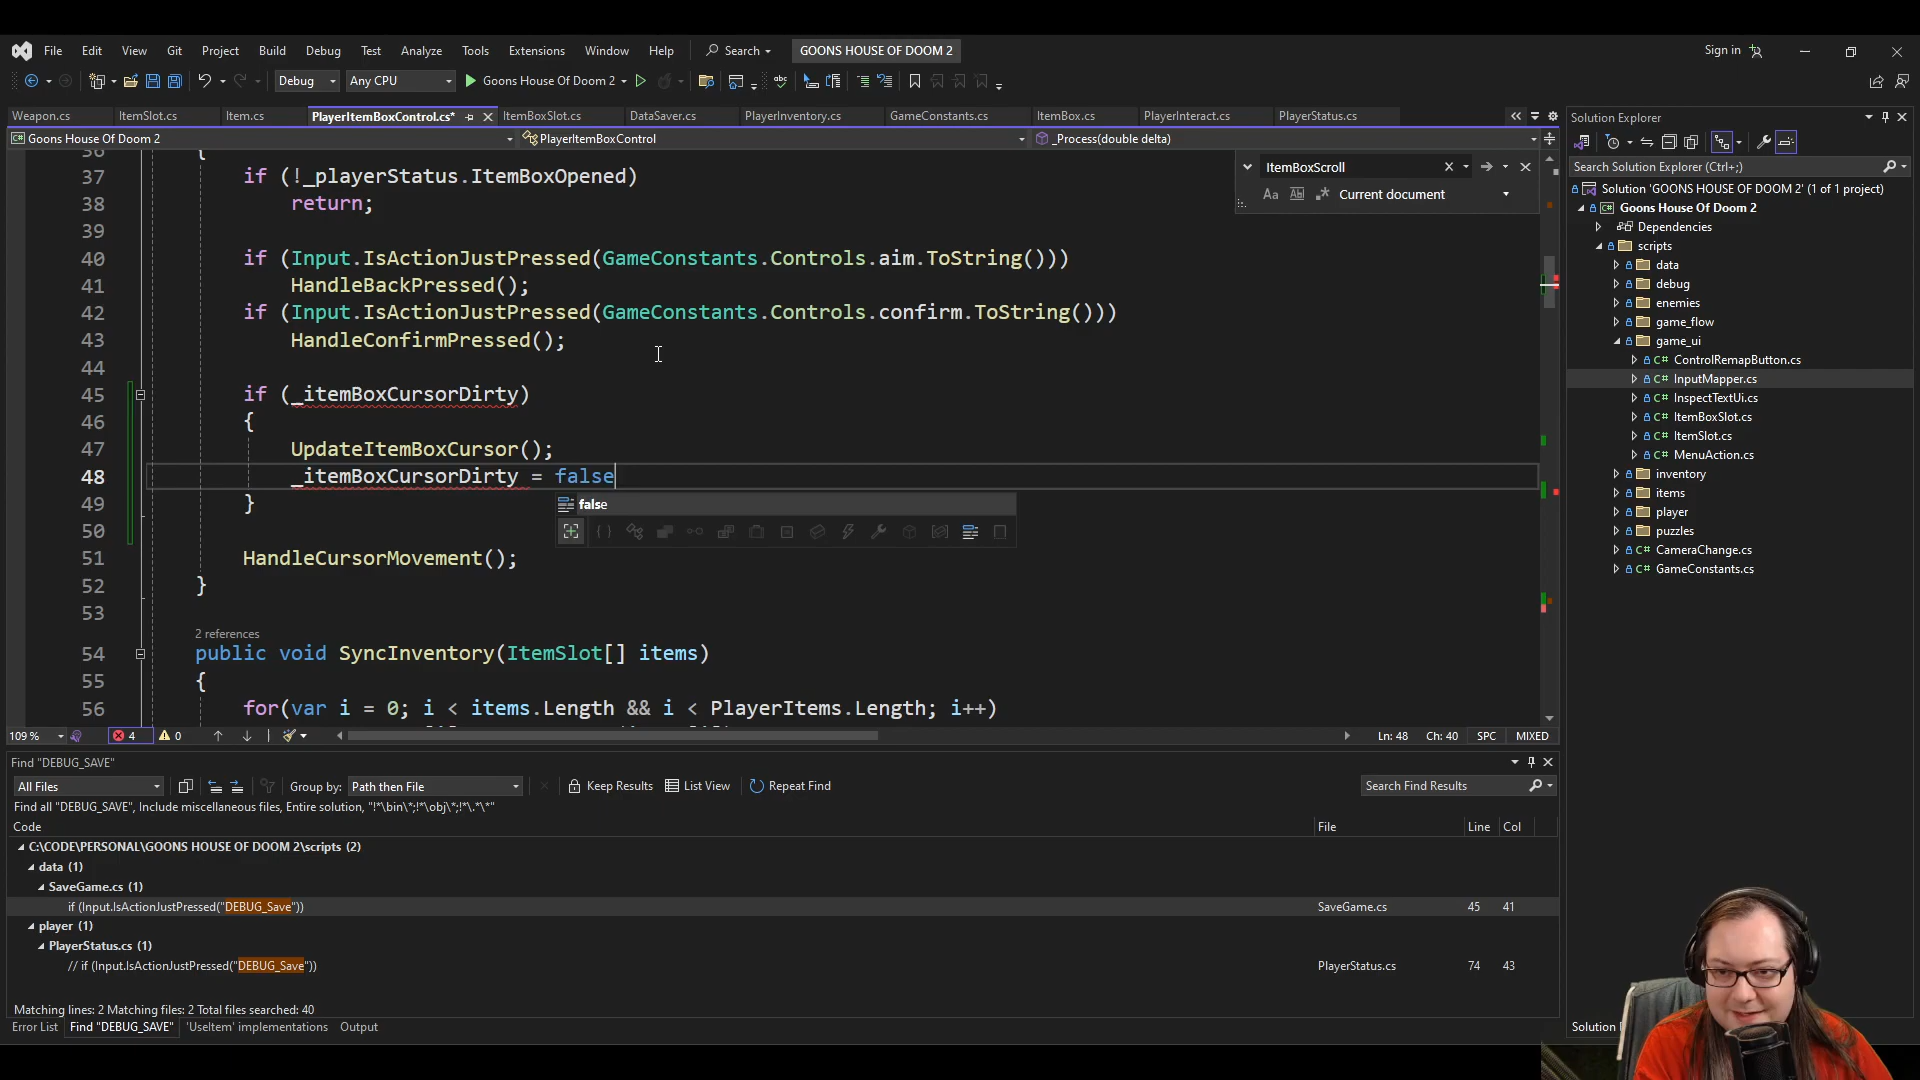 File Edit View Git Project Build Debug Test Analyze Tools Extensions Window Help Search GOONS HOUSE OF DOOM 2 Sign in
Debug Any CPU Goons House Of Doom 2
Weapon.cs ItemSlot.cs Item.cs PlayerItemBoxControl.cs* ItemBoxSlot.cs DataSaver.cs PlayerInventory.cs GameConstants.cs ItemBox.cs PlayerInteract.cs PlayerStatus.cs
Goons House Of Doom 2 PlayerItemBoxControl _Process(double delta)
36 {
37 if (!_playerStatus.ItemBoxOpened)
38 return;
39
40 if (Input.IsActionJustPressed(GameConstants.Controls.aim.ToString()))
41 HandleBackPressed();
42 if (Input.IsActionJustPressed(GameConstants.Controls.confirm.ToString()))
43 HandleConfirmPressed();
44
45 if (_itemBoxCursorDirty)
46 {
47 UpdateItemBoxCursor();
48 _itemBoxCursorDirty = false
false
49 }
50
51 HandleCursorMovement();
52 }
53
2 references
54 public void SyncInventory(ItemSlot[] items)
55 {
56 for(var i = 0; i < items.Length && i < PlayerItems.Length; i++)
ItemBoxScroll
Aa Current document
109 % 4 0 Ln: 48 Ch: 40 SPC MIXED
Find "DEBUG_SAVE"
All Files Group by: Path then File Keep Results List View Repeat Find Search Find Results
Find all "DEBUG_SAVE", Include miscellaneous files, Entire solution, "!*\bin\*;!*\obj\*;!*\.*\*"
Code File Line Col
C:\CODE\PERSONAL\GOONS HOUSE OF DOOM 2\scripts (2)
data (1)
SaveGame.cs (1)
if (Input.IsActionJustPressed("DEBUG_Save")) SaveGame.cs 45 41
player (1)
PlayerStatus.cs (1)
// if (Input.IsActionJustPressed("DEBUG_Save")) PlayerStatus.cs 74 43
Matching lines: 2 Matching files: 2 Total files searched: 40
Error List Find "DEBUG_SAVE" 'UseItem' implementations Output
Solution Explorer
Search Solution Explorer (Ctrl+;)
Solution 'GOONS HOUSE OF DOOM 2' (1 of 1 project)
Goons House Of Doom 2
Dependencies
scripts
data
debug
enemies
game_flow
game_ui
C# ControlRemapButton.cs
C# InputMapper.cs
C# InspectTextUi.cs
C# ItemBoxSlot.cs
C# ItemSlot.cs
C# MenuAction.cs
inventory
items
player
puzzles
C# CameraChange.cs
C# GameConstants.cs
Solution